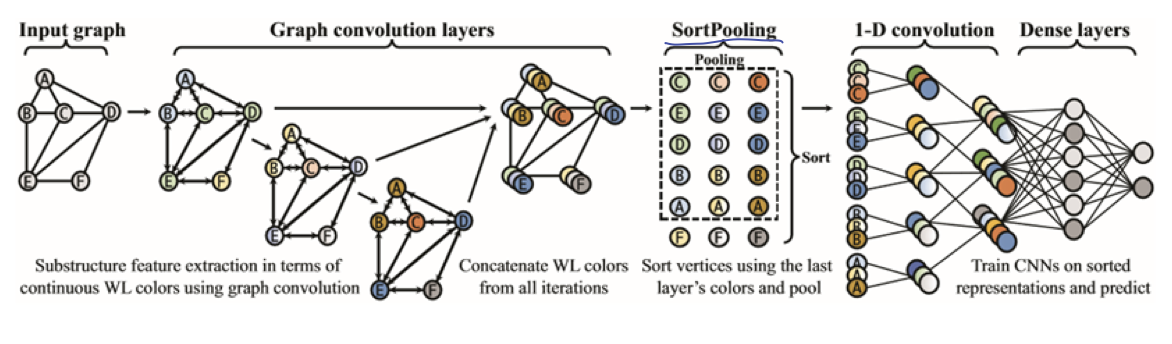 Input graph
Graph convolution layers
SortPooling
1-D convolution
Dense layers
A
B C D
E F
A
B C D
E F
A
B C D
E F
A
B C D
E F
A
B C D
E F
Pooling
C C C
E E E
D D D
B B B
A A A
F F F
Sort
C
C
C
E
E
E
D
D
D
B
B
B
A
A
A
Substructure feature extraction in terms of
continuous WL colors using graph convolution
Concatenate WL colors
from all iterations
Sort vertices using the last
layer's colors and pool
Train CNNs on sorted
representations and predict